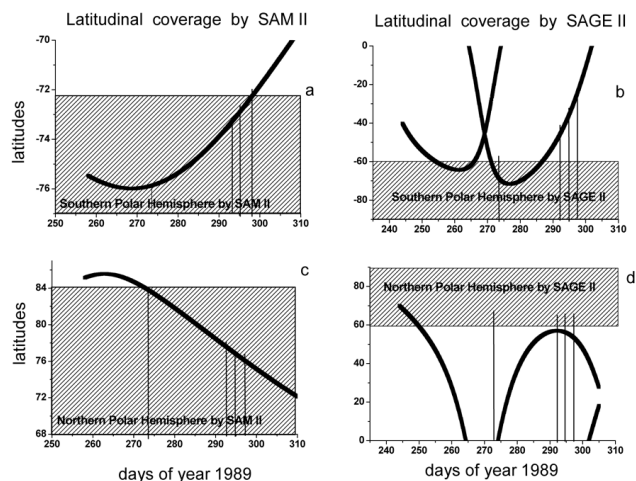 Latitudinal coverage by SAM II
Latitudinal coverage by SAGE II
-70
-72
-74
-76
latitudes
a
Southern Polar Hemisphere by SAM II
250 260 270 280 290 300 310
0
-20
-40
-60
-80
b
Southern Polar Hemisphere by SAGE II
240 250 260 270 280 290 300 310
84
80
76
72
68
latitudes
c
Northern Polar Hemisphere by SAM II
250 260 270 280 290 300 310
days of year 1989
80
60
40
20
0
d
Northern Polar Hemisphere by SAGE II
240 250 260 270 280 290 300 310
days of year 1989